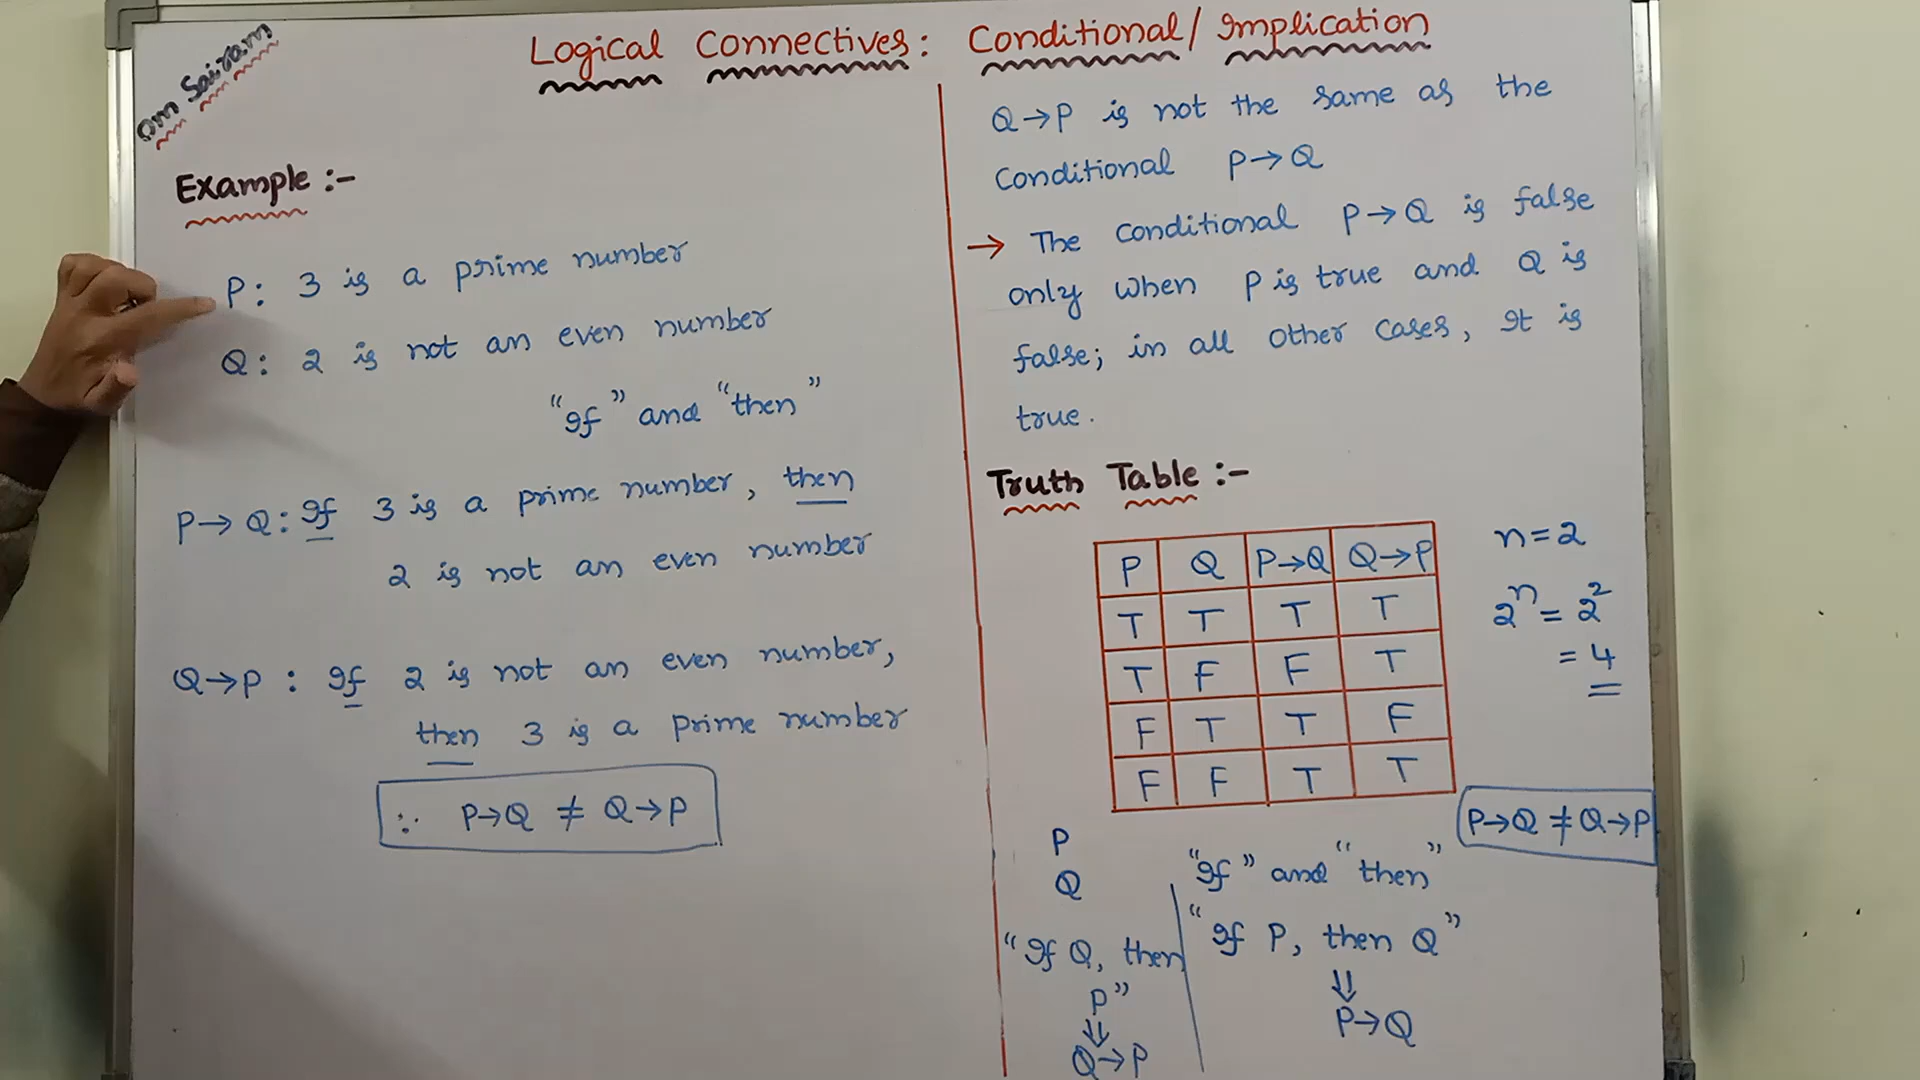 Om Sairam
Logical Connectives: Conditional/Implication
Example :-
P: 3 is a prime number
Q: 2 is not an even number
"If" and "then"
P→Q: If 3 is a prime number, then
2 is not an even number
Q→P : If 2 is not an even number,
then 3 is a prime number
∴ P→Q ≠ Q→P
Q→P is not the same as the
Conditional P→Q
→ The Conditional P→Q is false
only when P is true and Q is
false; in all other cases, It is
true.
Truth Table :-
P Q P→Q Q→P
T T T T
T F F T
F T T F
F F T T
n=2
2ⁿ = 2²
= 4
P→Q ≠ Q→P
P
Q
"If Q, then
P"
⇓
Q→P
"If" and "then"
"If P, then Q"
⇓
P→Q